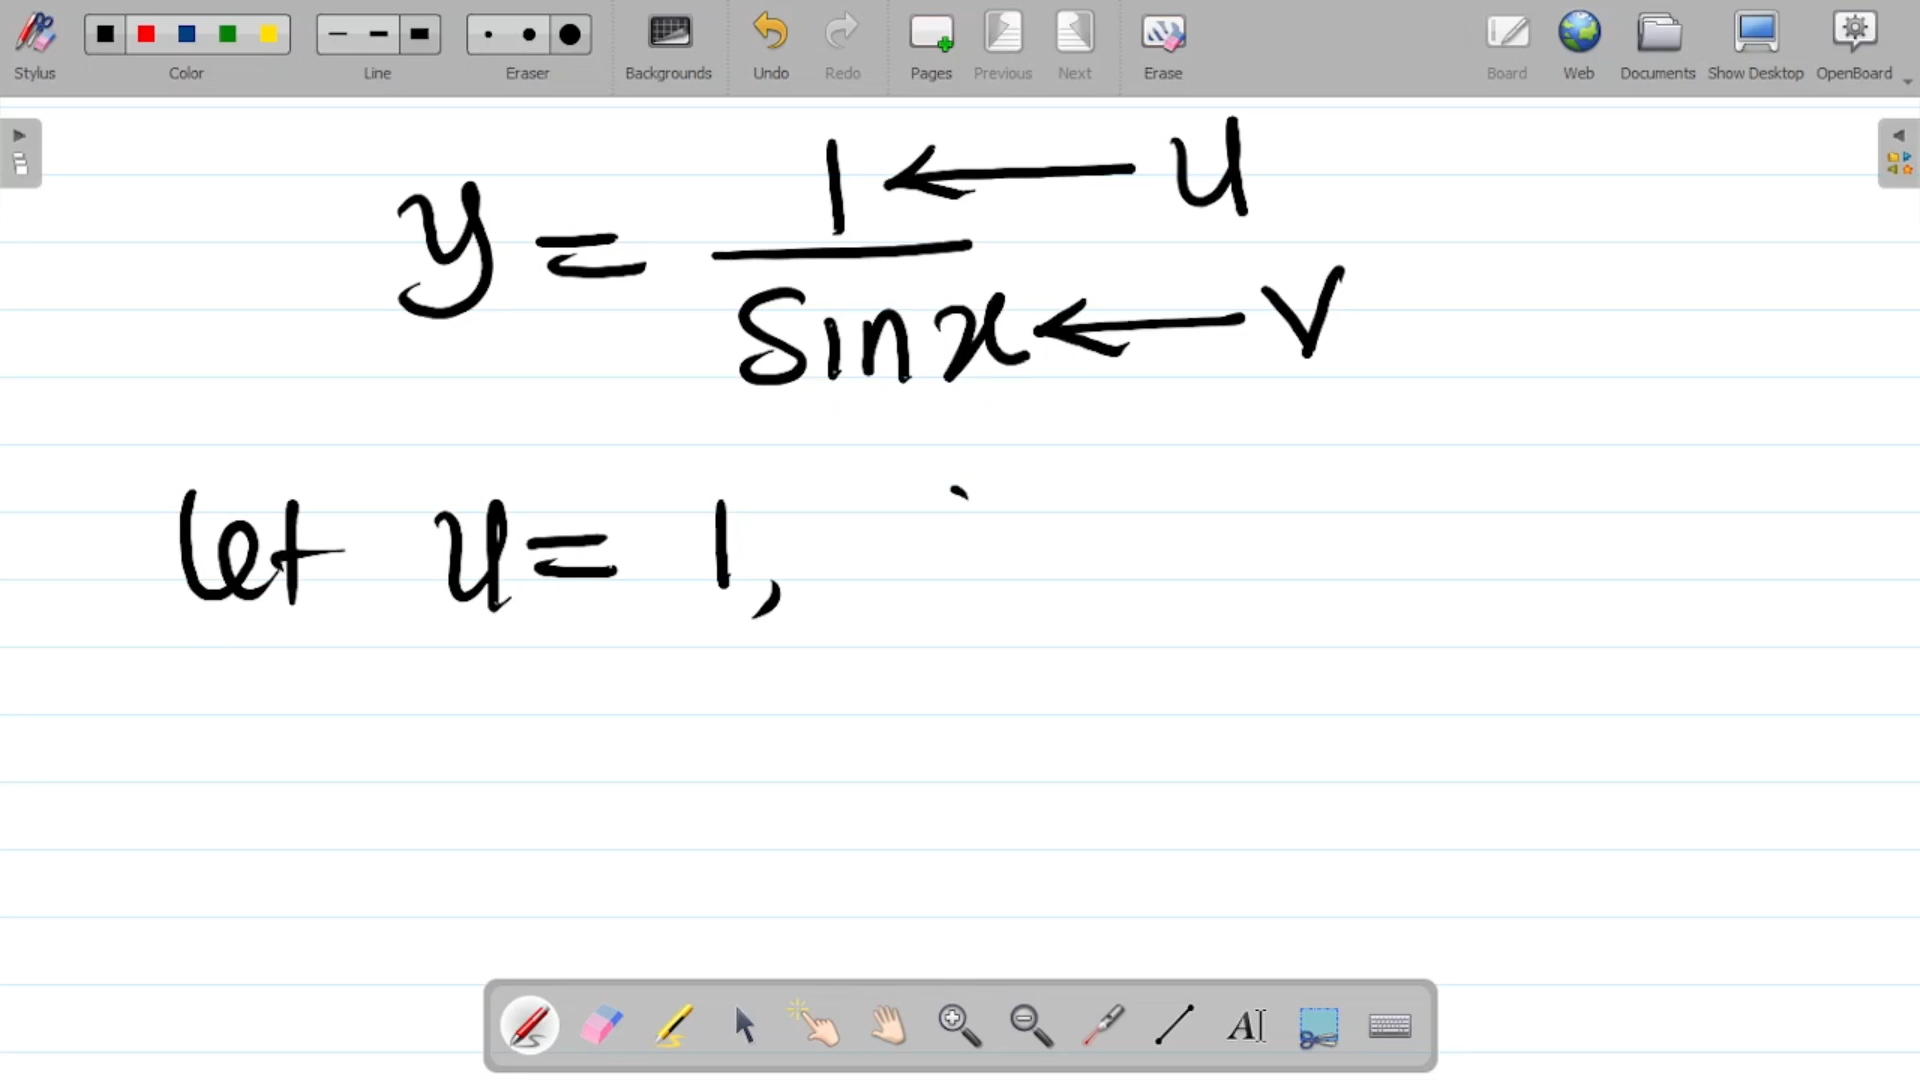 Stylus Color Line Eraser Backgrounds Undo Redo Pages Previous Next Erase Board Web Documents Show Desktop OpenBoard
y = 1 ← u
sin x ← v
let u = 1,